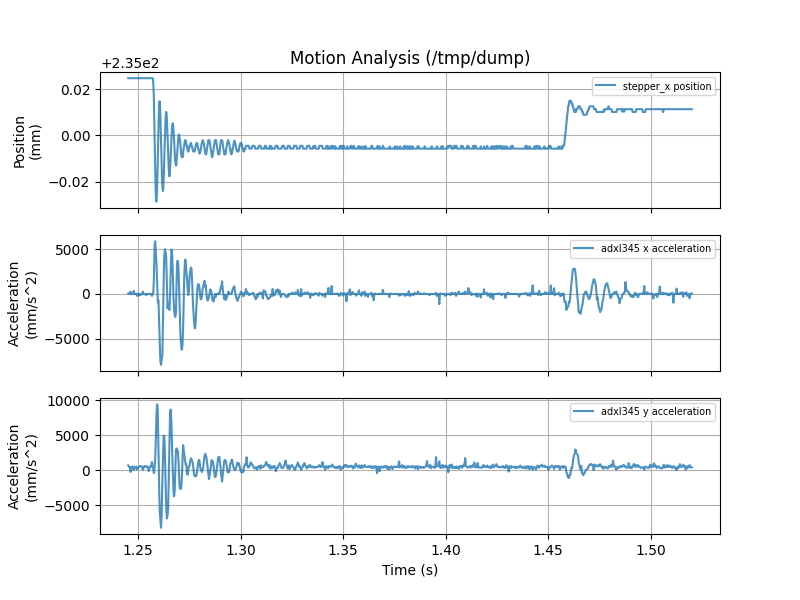 Motion Analysis (/tmp/dump)
+2.35e2
stepper_x position
0.02
0.00
−0.02
Position
(mm)
adxl345 x acceleration
5000
0
−5000
Acceleration
(mm/s^2)
adxl345 y acceleration
10000
5000
0
−5000
Acceleration
(mm/s^2)
1.25 1.30 1.35 1.40 1.45 1.50
Time (s)